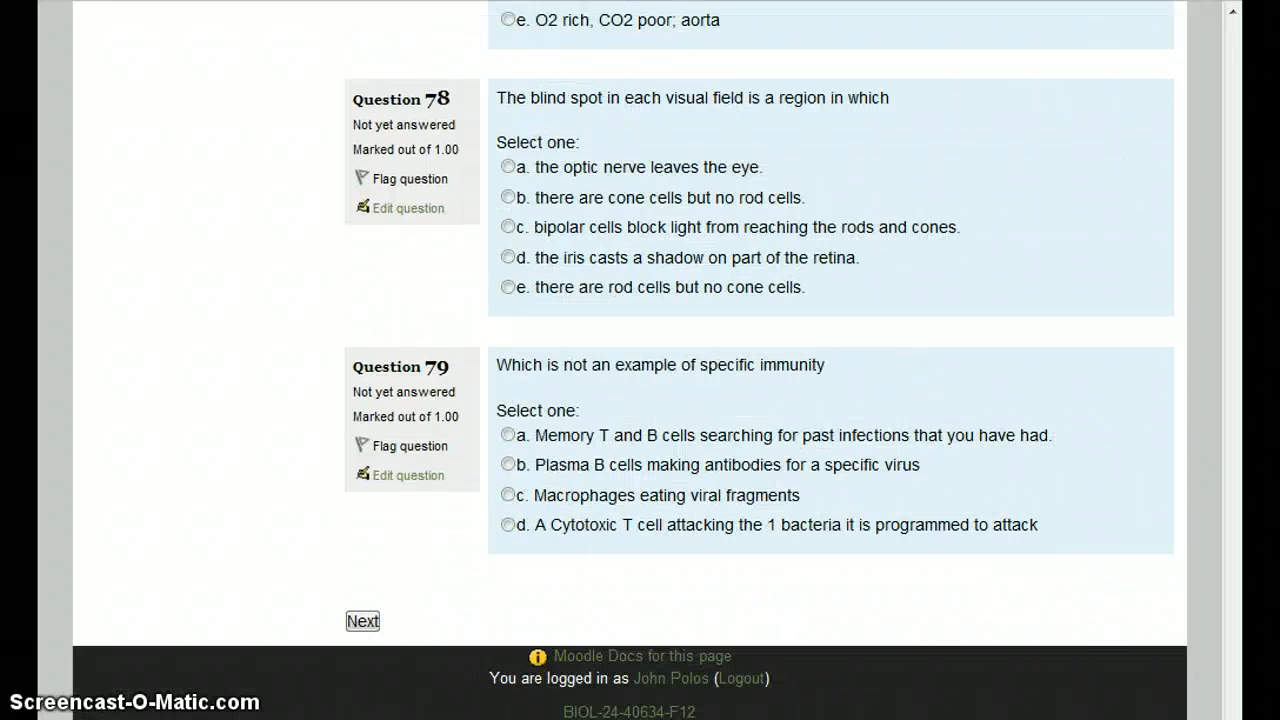 e. O2 rich, CO2 poor; aorta
Question 78
Not yet answered
Marked out of 1.00
Flag question
Edit question
The blind spot in each visual field is a region in which
Select one:
a. the optic nerve leaves the eye.
b. there are cone cells but no rod cells.
c. bipolar cells block light from reaching the rods and cones.
d. the iris casts a shadow on part of the retina.
e. there are rod cells but no cone cells.
Question 79
Not yet answered
Marked out of 1.00
Flag question
Edit question
Which is not an example of specific immunity
Select one:
a. Memory T and B cells searching for past infections that you have had.
b. Plasma B cells making antibodies for a specific virus
c. Macrophages eating viral fragments
d. A Cytotoxic T cell attacking the 1 bacteria it is programmed to attack
Next
Moodle Docs for this page
You are logged in as John Polos (Logout)
BIOL-24-40634-F12
Screencast-O-Matic.com